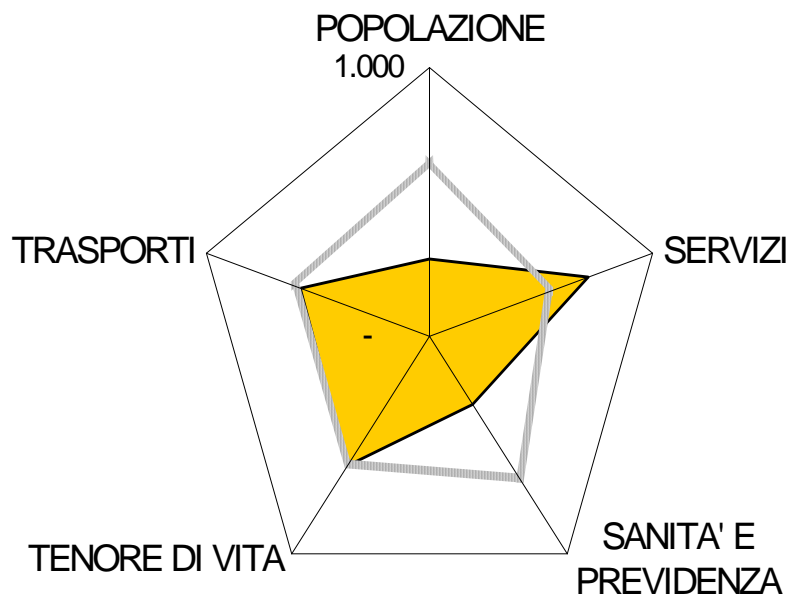 POPOLAZIONE
1.000
TRASPORTI
SERVIZI
-
TENORE DI VITA
SANITA' E
PREVIDENZA